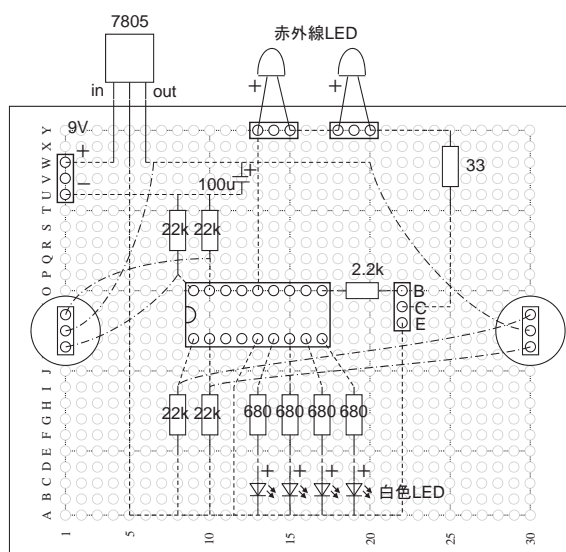 7805
赤外線LED
in
out
+
+
9V
+
−
100u
+
33
22k
22k
2.2k
B
C
E
22k
22k
680
680
680
680
+
+
+
+
白色LED
Y
X
W
V
U
T
S
R
Q
P
O
J
I
H
G
F
E
D
C
B
A
1
5
10
15
20
25
30